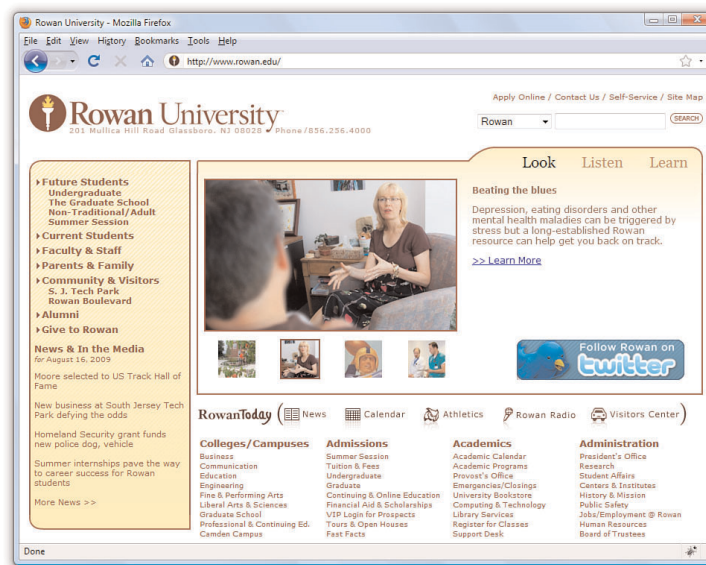 Rowan University - Mozilla Firefox
File Edit View History Bookmarks Tools Help
http://www.rowan.edu/
Apply Online / Contact Us / Self-Service / Site Map
Rowan University
201 Mullica Hill Road Glassboro, NJ 08028 Phone/856.256.4000
Rowan
SEARCH
Look Listen Learn
Future Students
Undergraduate
The Graduate School
Non-Traditional/Adult
Summer Session
Current Students
Faculty & Staff
Parents & Family
Community & Visitors
S. J. Tech Park
Rowan Boulevard
Alumni
Give to Rowan
News & In the Media
for August 16, 2009
Moore selected to US Track Hall of
Fame
New business at South Jersey Tech
Park defying the odds
Homeland Security grant funds
new police dog, vehicle
Summer internships pave the way
to career success for Rowan
students
More News >>
Beating the blues
Depression, eating
disorders and other
mental health maladies can be triggered by
stress but a long-established Rowan
resource can help get you back on track.
>> Learn More
Follow Rowan on
twitter
RowanToday ( News Calendar Athletics Rowan Radio Visitors Center )
Colleges/Campuses
Business
Communication
Education
Engineering
Fine & Performing Arts
Liberal Arts & Sciences
Graduate School
Professional & Continuing Ed.
Camden Campus
Admissions
Summer Session
Tuition & Fees
Undergraduate
Graduate
Continuing & Online Education
Financial Aid & Scholarships
VIP Login for Prospects
Tours & Open Houses
Fast Facts
Academics
Academic Calendar
Academic Programs
Provost's Office
Emergencies/Closings
University Bookstore
Computing & Technology
Library Services
Register for Classes
Support Desk
Administration
President's Office
Research
Student Affairs
Centers & Institutes
History & Mission
Public Safety
Jobs/Employment @ Rowan
Human Resources
Board of Trustees
Done